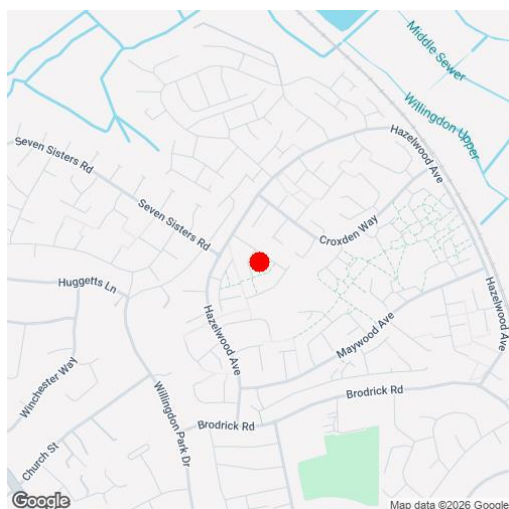 Middle Sewer
Willingdon Upper
Hazelwood Ave
Seven Sisters Rd
Seven Sisters Rd
Croxden Way
Huggetts Ln
Hazelwood Ave
Hazelwood Ave
Maywood Ave
Winchester Way
Willingdon Park Dr
Brodrick Rd
Brodrick Rd
Church St
Google
Map data ©2026 Google